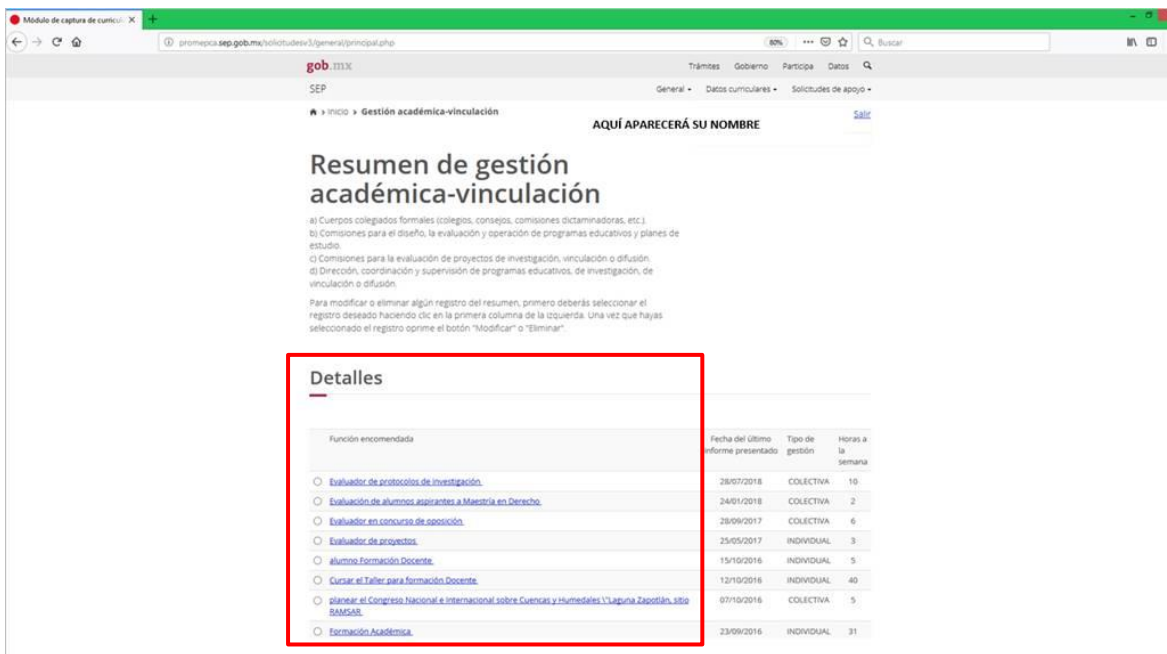 Módulo de captura de curricul
promepca.sep.gob.mx/solicitudesv3/general/principal.php
80%
Buscar
gob.mx
Trámites Gobierno Participa Datos
SEP
General Datos curriculares Solicitudes de apoyo
> Inicio > Gestión académica-vinculación
Salir
AQUÍ APARECERÁ SU NOMBRE
Resumen de gestión
académica-vinculación
a) Cuerpos colegiados formales (colegios, consejos, comisiones dictaminadoras, etc.).
b) Comisiones para el diseño, la evaluación y operación de programas educativos y planes de
estudio.
c) Comisiones para la evaluación de proyectos de investigación, vinculación o difusión.
d) Dirección, coordinación y supervisión de programas educativos, de investigación, de
vinculación o difusión.
Para modificar o eliminar algún registro del resumen, primero deberás seleccionar el
registro deseado haciendo clic en la primera columna de la izquierda. Una vez que hayas
seleccionado el registro oprime el botón "Modificar" o "Eliminar".
Detalles
Función encomendada Fecha del último Tipo de Horas a
informe presentado gestión la
semana
Evaluador de protocolos de investigación. 28/07/2018 COLECTIVA 10
Evaluación de alumnos aspirantes a Maestría en Derecho. 24/01/2018 COLECTIVA 2
Evaluador en concurso de oposición. 28/09/2017 COLECTIVA 6
Evaluador de proyectos. 25/05/2017 INDIVIDUAL 3
alumno Formación Docente. 15/10/2016 INDIVIDUAL 5
Cursar el Taller para formación Docente. 12/10/2016 INDIVIDUAL 40
planear el Congreso Nacional e Internacional sobre Cuencas y Humedales \"Laguna Zapotlán, sitio 07/10/2016 COLECTIVA 5
RAMSAR.
Formación Académica. 23/09/2016 INDIVIDUAL 31